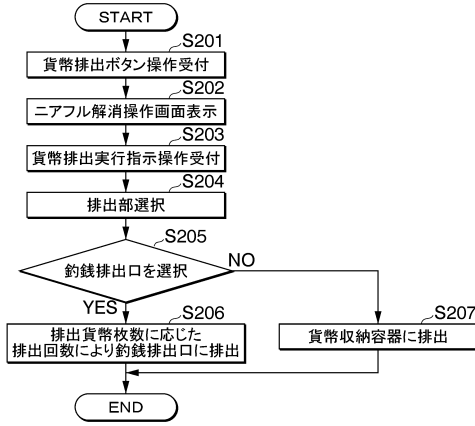 START
S201
貨幣排出ボタン操作受付
S202
ニアフル解消操作画面表示
S203
貨幣排出実行指示操作受付
S204
排出部選択
S205
釣銭排出口を選択
NO
YES
S206
排出貨幣枚数に応じた
排出回数により釣銭排出口に排出
S207
貨幣収納容器に排出
END